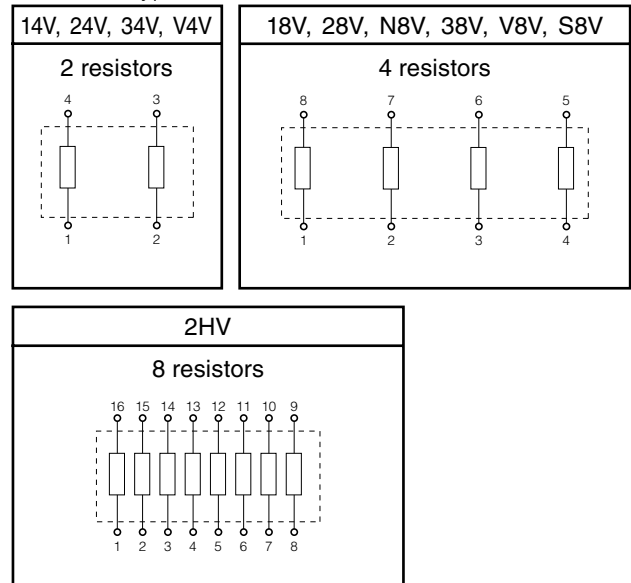 14V, 24V, 34V, V4V
2 resistors
4 3
1 2
18V, 28V, N8V, 38V, V8V, S8V
4 resistors
8 7 6 5
1 2 3 4
2HV
8 resistors
16 15 14 13 12 11 10 9
1 2 3 4 5 6 7 8